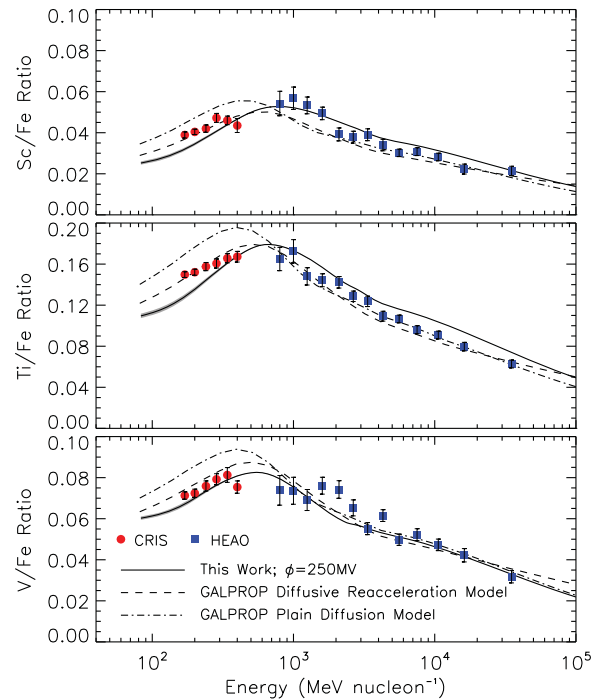 0.10
0.08
0.06
0.04
0.02
0.00
Sc/Fe Ratio
0.20
0.16
0.12
0.08
0.04
0.00
Ti/Fe Ratio
0.10
0.08
0.06
0.04
0.02
0.00
V/Fe Ratio
CRIS HEAO
This Work; ϕ=250MV
GALPROP Diffusive Reacceleration Model
GALPROP Plain Diffusion Model
10² 10³ 10⁴ 10⁵
Energy (MeV nucleon⁻¹)